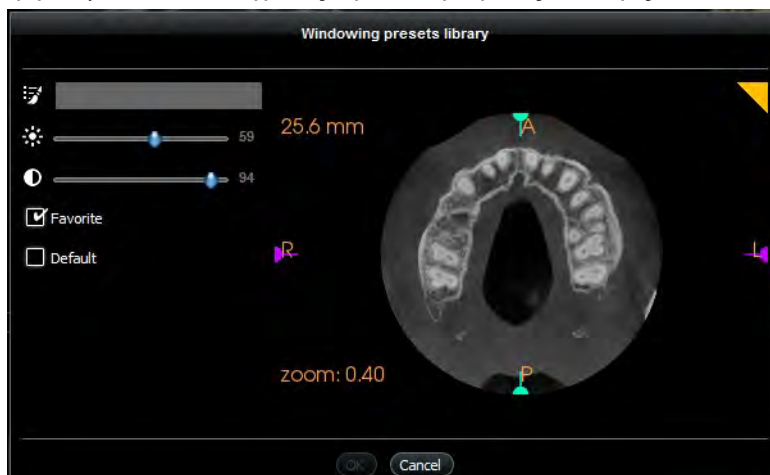 Windowing presets library
59
94
Favorite
Default
25.6 mm
A
R
L
zoom: 0.40
P
OK
Cancel